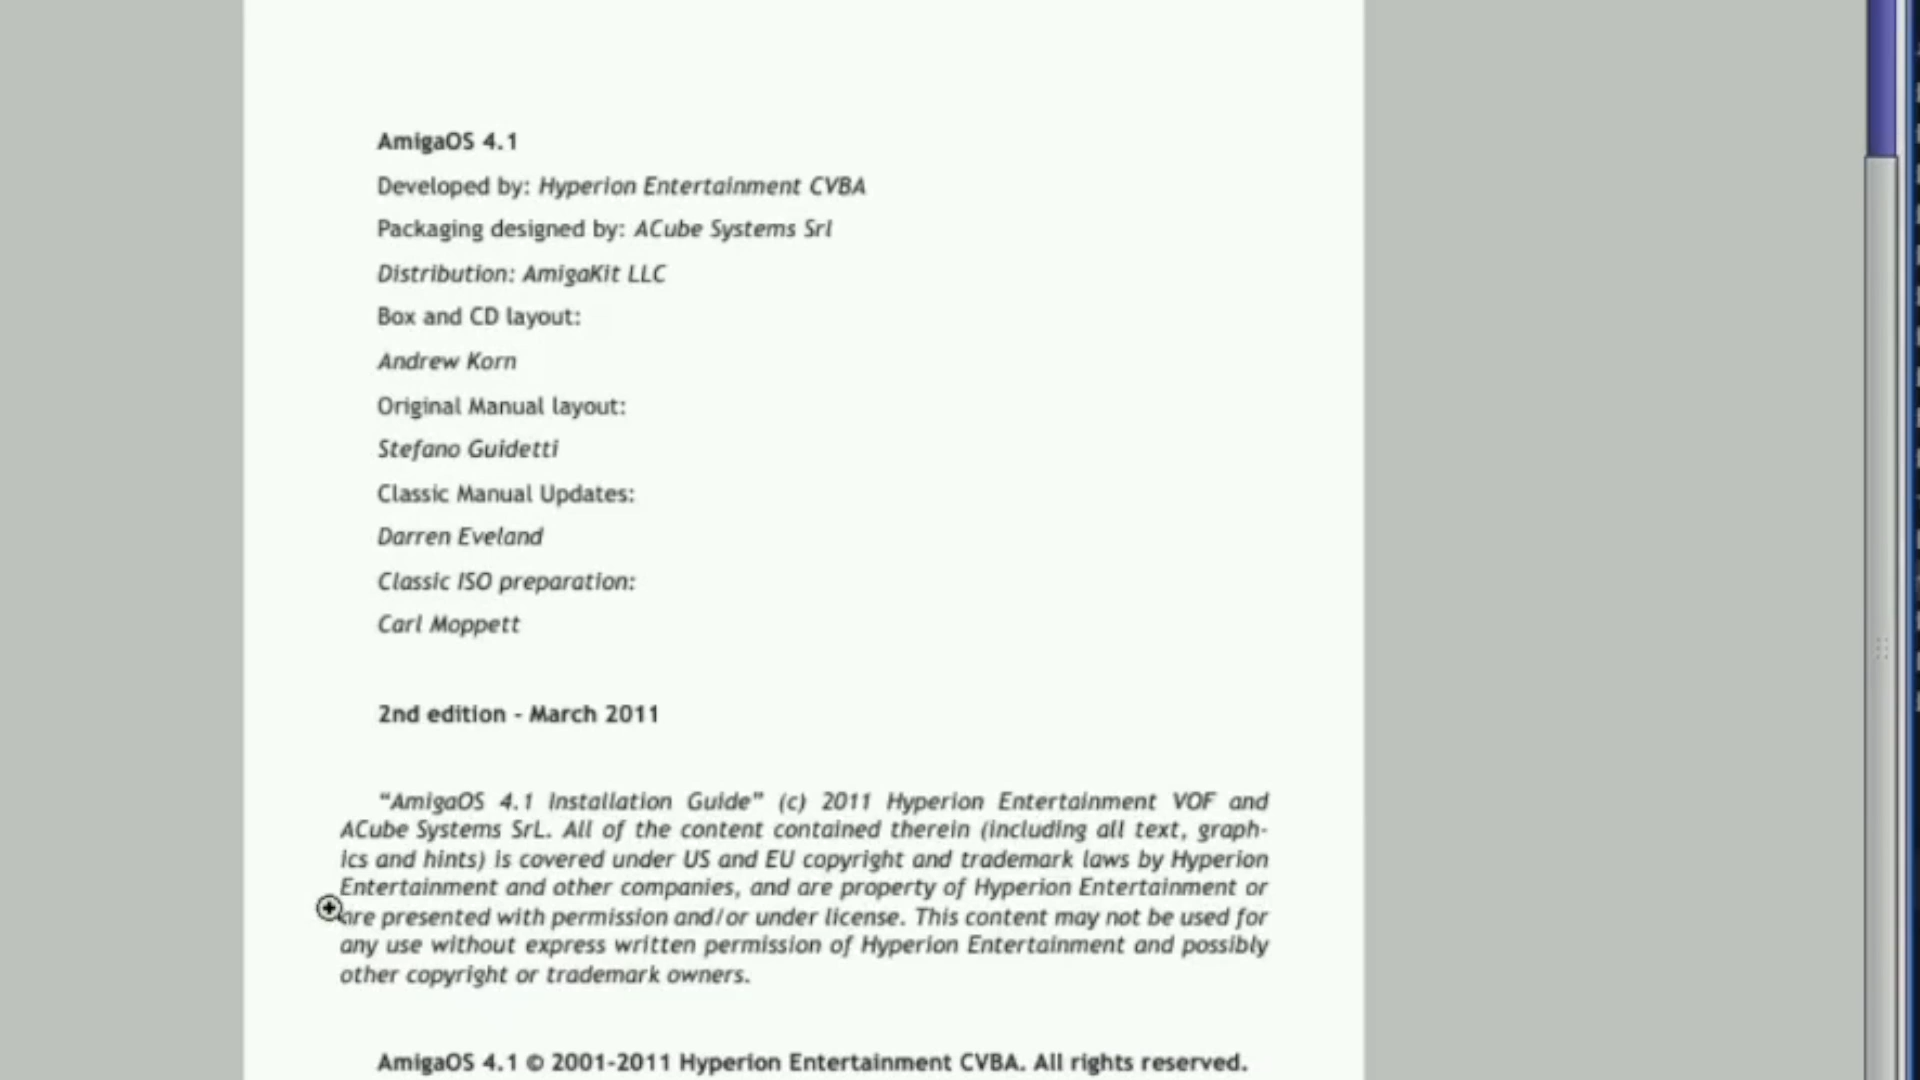 AmigaOS 4.1
Developed by: Hyperion Entertainment CVBA
Packaging designed by: ACube Systems Srl
Distribution: AmigaKit LLC
Box and CD layout:
Andrew Korn
Original Manual layout:
Stefano Guidetti
Classic Manual Updates:
Darren Eveland
Classic ISO preparation:
Carl Moppett
2nd edition - March 2011
“AmigaOS 4.1 Installation Guide” (c) 2011 Hyperion Entertainment VOF and
ACube Systems SrL. All of the content contained therein (including all text, graph-
ics and hints) is covered under US and EU copyright and trademark laws by Hyperion
Entertainment and other companies, and are property of Hyperion Entertainment or
are presented with permission and/or under license. This content may not be used for
any use without express written permission of Hyperion Entertainment and possibly
other copyright or trademark owners.
AmigaOS 4.1 © 2001-2011 Hyperion Entertainment CVBA. All rights reserved.